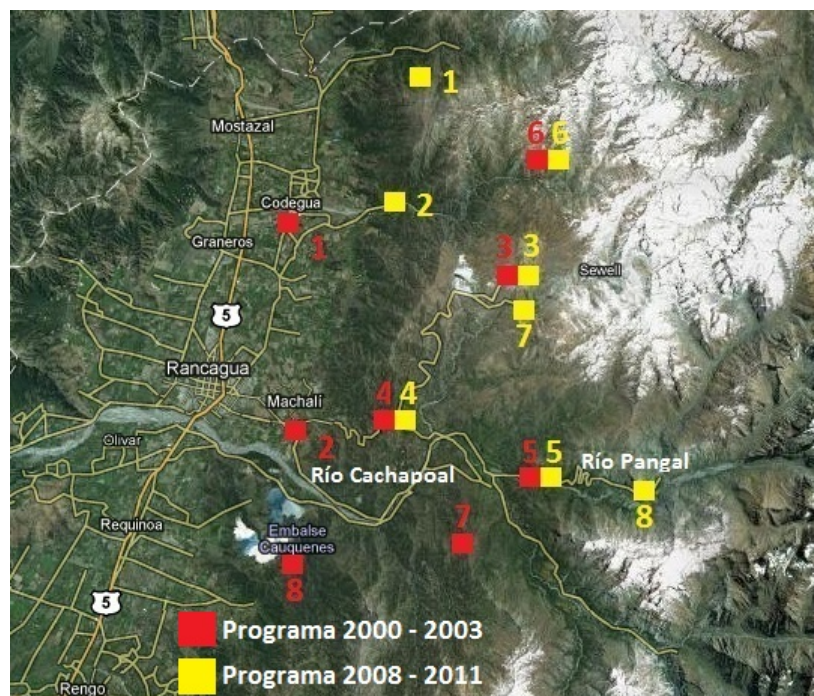 1
Mostazal
6 6
Codegua
2
Graneros
1
3 3
Sewell
5
7
Rancagua
Machalí
4 4
Olivar
2
Río Cachapoal
5 5
Río Pangal
8
Requinoa
Embalse
Cauquenes
7
8
5
Programa 2000 - 2003
Programa 2008 - 2011
Rengo